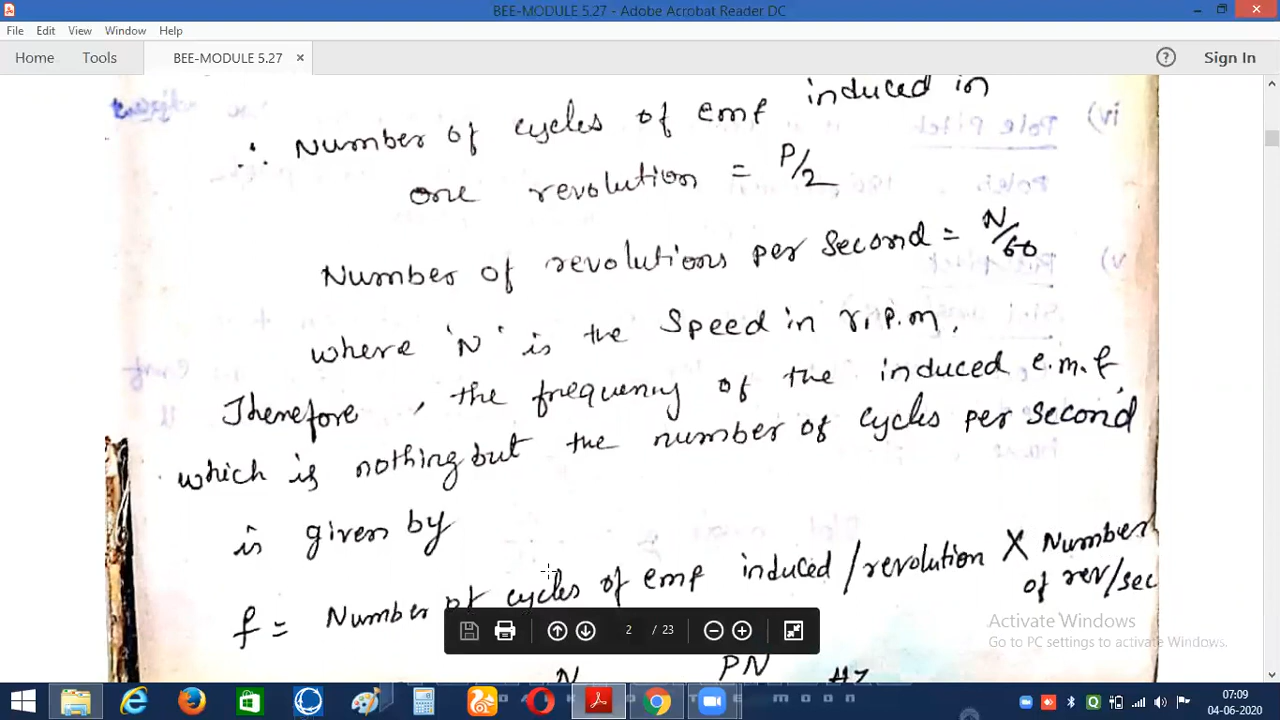 BEE-MODULE 5.27 - Adobe Acrobat Reader DC
File Edit View Window Help
Home Tools BEE-MODULE 5.27 × ? Sign In
∴ Number of cycles of emf induced in
one revolution = P/2
Number of revolutions per second = N/60
where 'N' is the speed in r.p.m.
Therefore, the frequency of the induced e.m.f,
which is nothing but the number of cycles per second
is given by
f = Number of cycles of emf induced/revolution X Number
of rev/sec
2 / 23
N PN Hz
Activate Windows
Go to PC settings to activate Windows.
07:09
04-06-2020